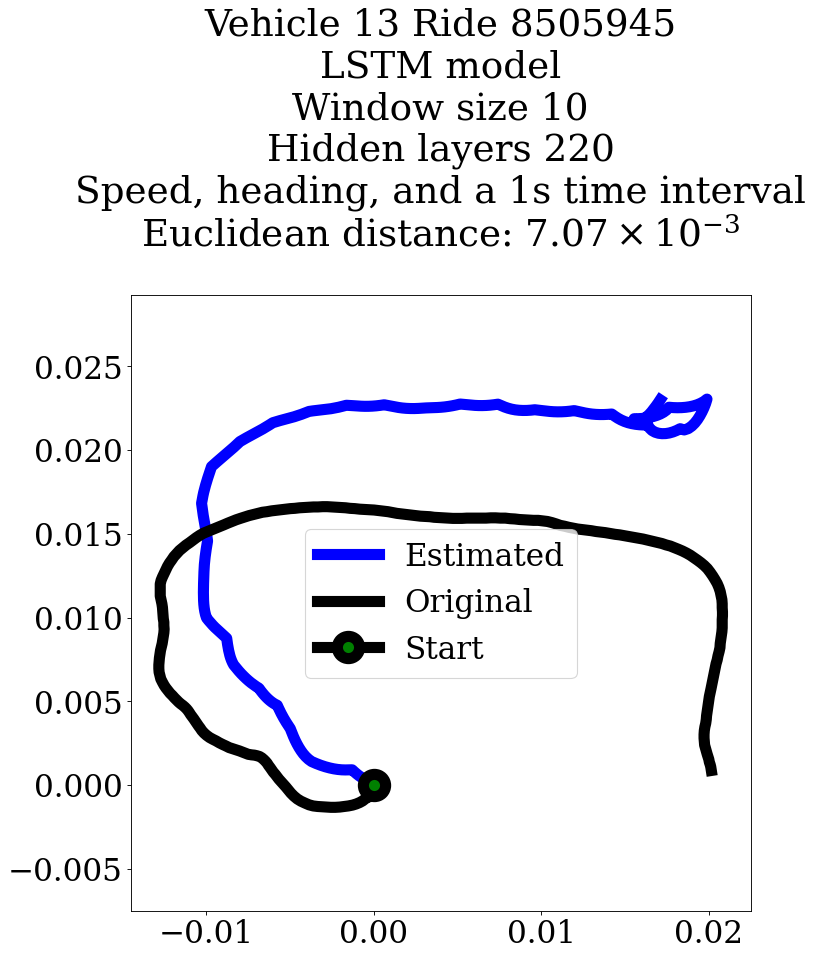 Vehicle 13 Ride 8505945
LSTM model
Window size 10
Hidden layers 220
Speed, heading, and a 1s time interval
Euclidean distance: 7.07 × 10⁻³
0.025
0.020
0.015
0.010
0.005
0.000
−0.005
Estimated
Original
Start
−0.01 0.00 0.01 0.02